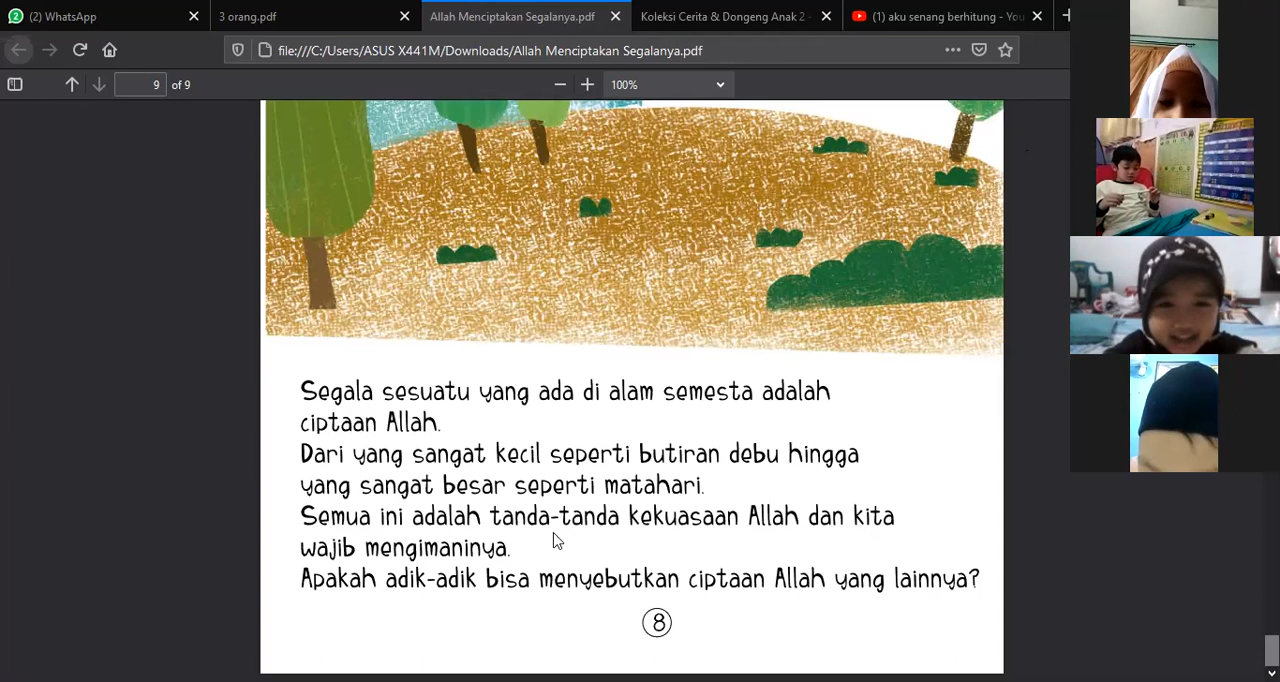 (2) WhatsApp
3 orang.pdf
Allah Menciptakan Segalanya.pdf
Koleksi Cerita & Dongeng Anak 2 -
(1) aku senang berhitung - You
file:///C:/Users/ASUS X441M/Downloads/Allah Menciptakan Segalanya.pdf
9 of 9
100%
Segala sesuatu yang ada di alam semesta adalah
ciptaan Allah.
Dari yang sangat kecil seperti butiran debu hingga
yang sangat besar seperti matahari.
Semua ini adalah tanda-tanda kekuasaan Allah dan kita
wajib mengimaninya.
Apakah adik-adik bisa menyebutkan ciptaan Allah yang lainnya?
8